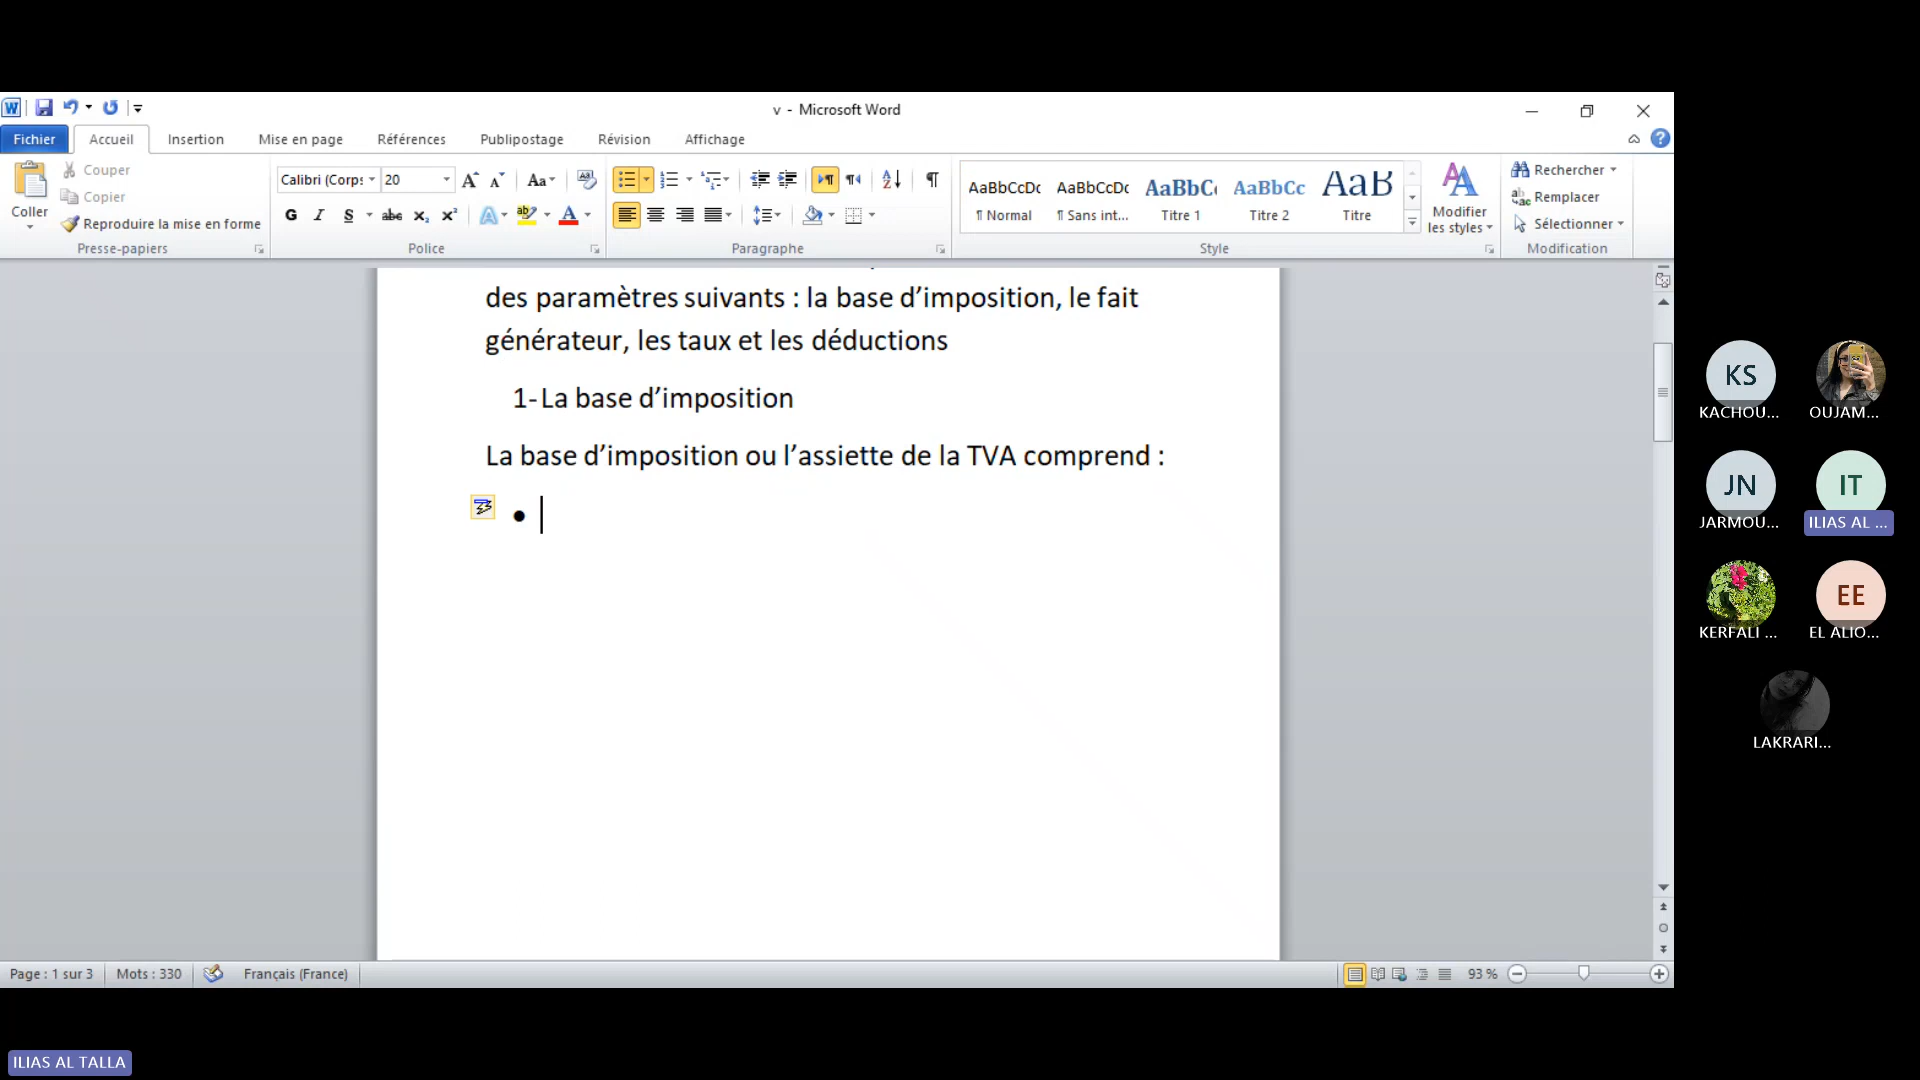 v - Microsoft Word
Fichier Accueil Insertion Mise en page Références Publipostage Révision Affichage
Coller
Couper
Copier
Reproduire la mise en forme
Presse-papiers
Calibri (Corps 20
G I S abc x₂ x²
Police
Paragraphe
AaBbCcDc AaBbCcDc AaBbC AaBbCc AaB
¶ Normal ¶ Sans int... Titre 1 Titre 2 Titre
Modifier
les styles
Style
Rechercher
Remplacer
Sélectionner
Modification
des paramètres suivants : la base d’imposition, le fait
générateur, les taux et les déductions
1- La base d’imposition
La base d’imposition ou l’assiette de la TVA comprend :
•
Page : 1 sur 3 Mots : 330 Français (France) 93 %
KS
KACHOU...
OUJAM...
JN
JARMOU...
IT
ILIAS AL ...
KERFALI ...
EE
EL ALIO...
LAKRARI...
ILIAS AL TALLA